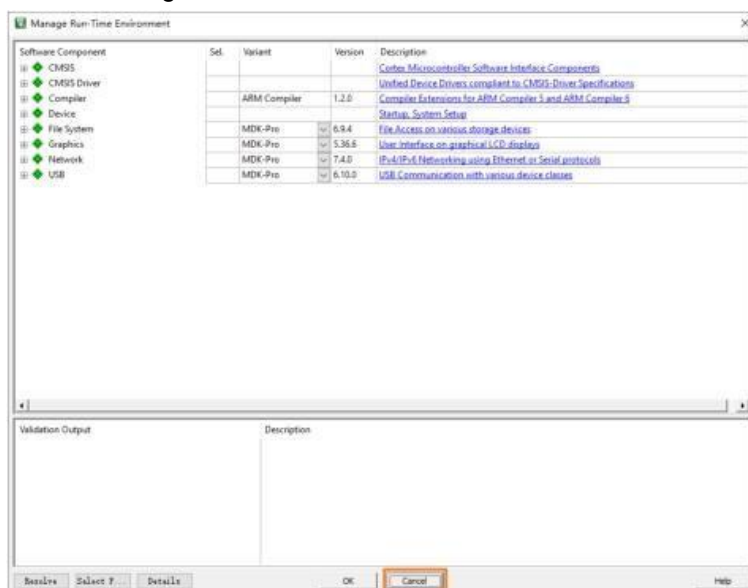 Manage Run-Time Environment
Software Component Sel. Variant Version Description
CMSIS Cortex Microcontroller Software Interface Components
CMSIS Driver Unified Device Drivers compliant to CMSIS-Driver Specifications
Compiler ARM Compiler 1.2.0 Compiler Extensions for ARM Compiler 5 and ARM Compiler 6
Device Startup, System Setup
File System MDK-Pro 6.9.4 File Access on various storage devices
Graphics MDK-Pro 5.36.6 User Interface on graphical LCD displays
Network MDK-Pro 7.4.0 IPv4/IPv6 Networking using Ethernet or Serial protocols
USB MDK-Pro 6.10.0 USB Communication with various device classes
Validation Output Description
Resolve Select P... Details OK Cancel Help